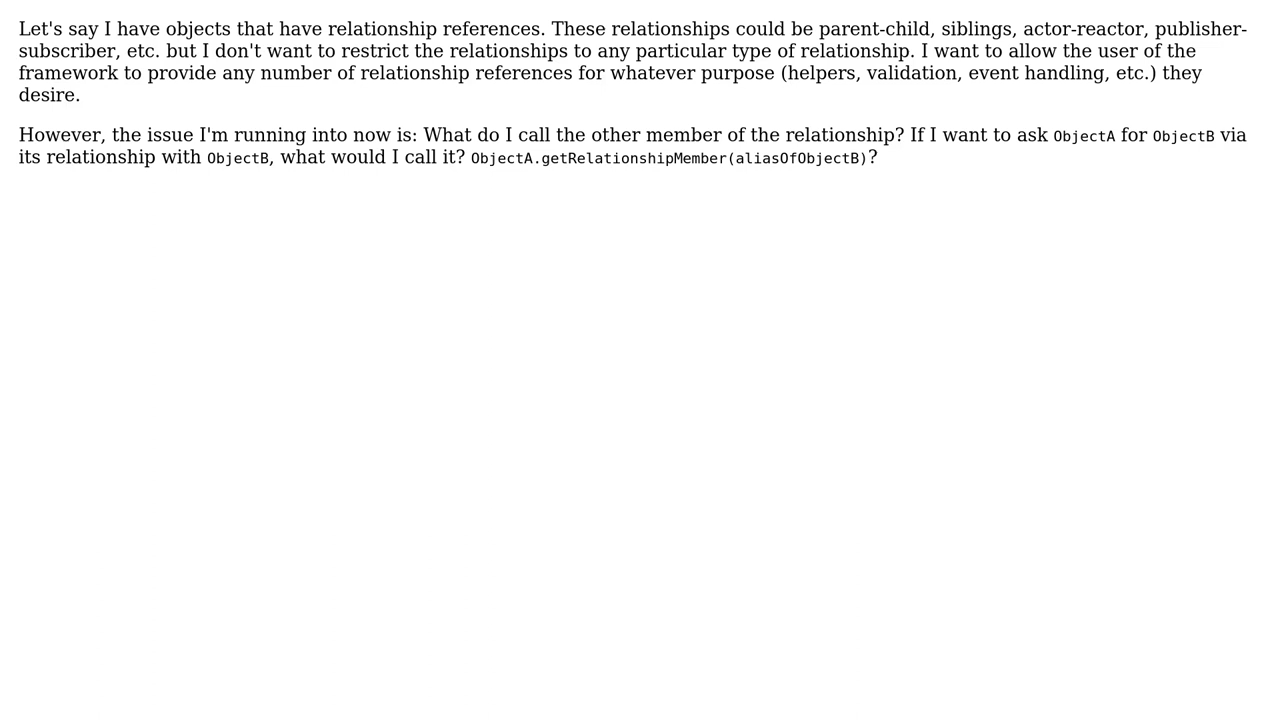 Let's say I have objects that have relationship references. These relationships could be parent-child, siblings, actor-reactor, publisher-
subscriber, etc. but I don't want to restrict the relationships to any particular type of relationship. I want to allow the user of the
framework to provide any number of relationship references for whatever purpose (helpers, validation, event handling, etc.) they
desire.
However, the issue I'm running into now is: What do I call the other member of the relationship? If I want to ask ObjectA for ObjectB via
its relationship with ObjectB, what would I call it? ObjectA.getRelationshipMember(aliasOfObjectB)?